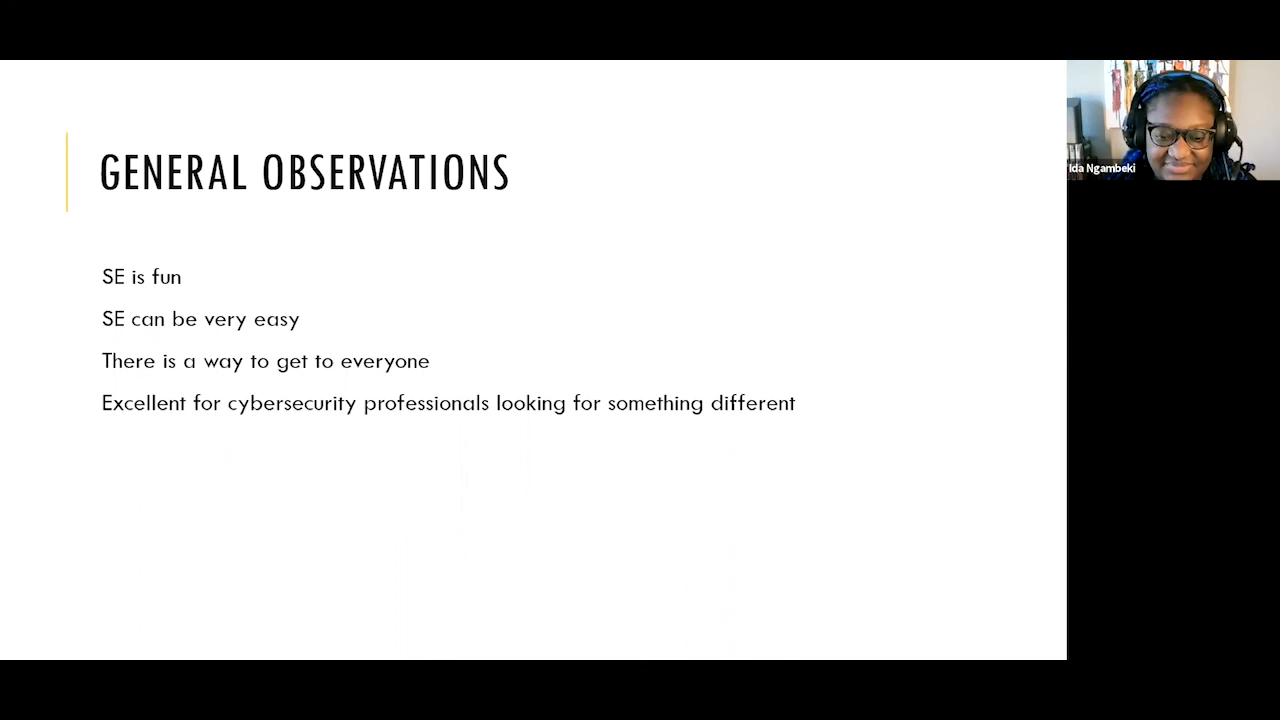 GENERAL OBSERVATIONS
SE is fun
SE can be very easy
There is a way to get to everyone
Excellent for cybersecurity professionals looking for something different
Ida Ngambeki